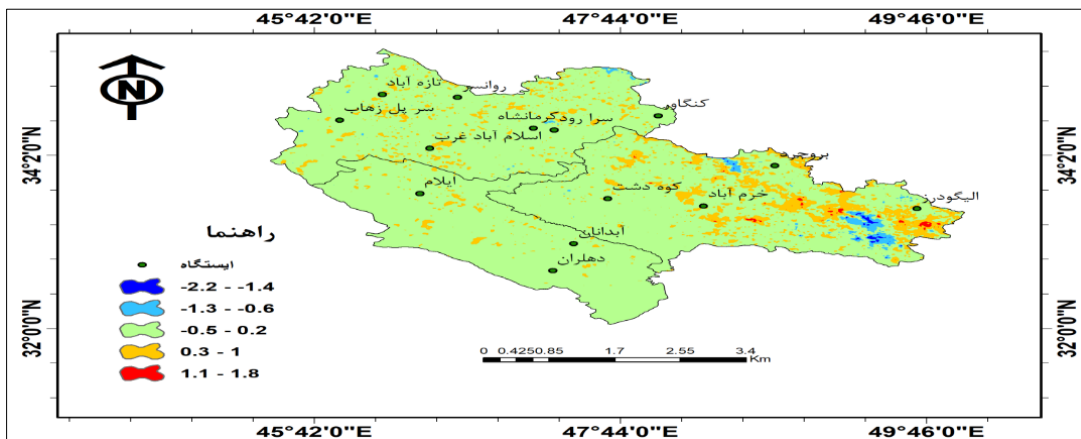 45°42'0"E 47°44'0"E 49°46'0"E
34°20'0"N
32°0'0"N
34°20'0"N
32°0'0"N
N
تازه آباد
روانسر
سر پل زهاب
کنگاور
سرا رودکرمانشاه
اسلام آباد غرب
بروجرد
ایلام
کوه دشت
خرم آباد
الیگودرز
آبدانان
دهلران
راهنما
ایستگاه
-2.2 - -1.4
-1.3 - -0.6
-0.5 - 0.2
0.3 - 1
1.1 - 1.8
0 0.4250.85 1.7 2.55 3.4
Km
45°42'0"E 47°44'0"E 49°46'0"E